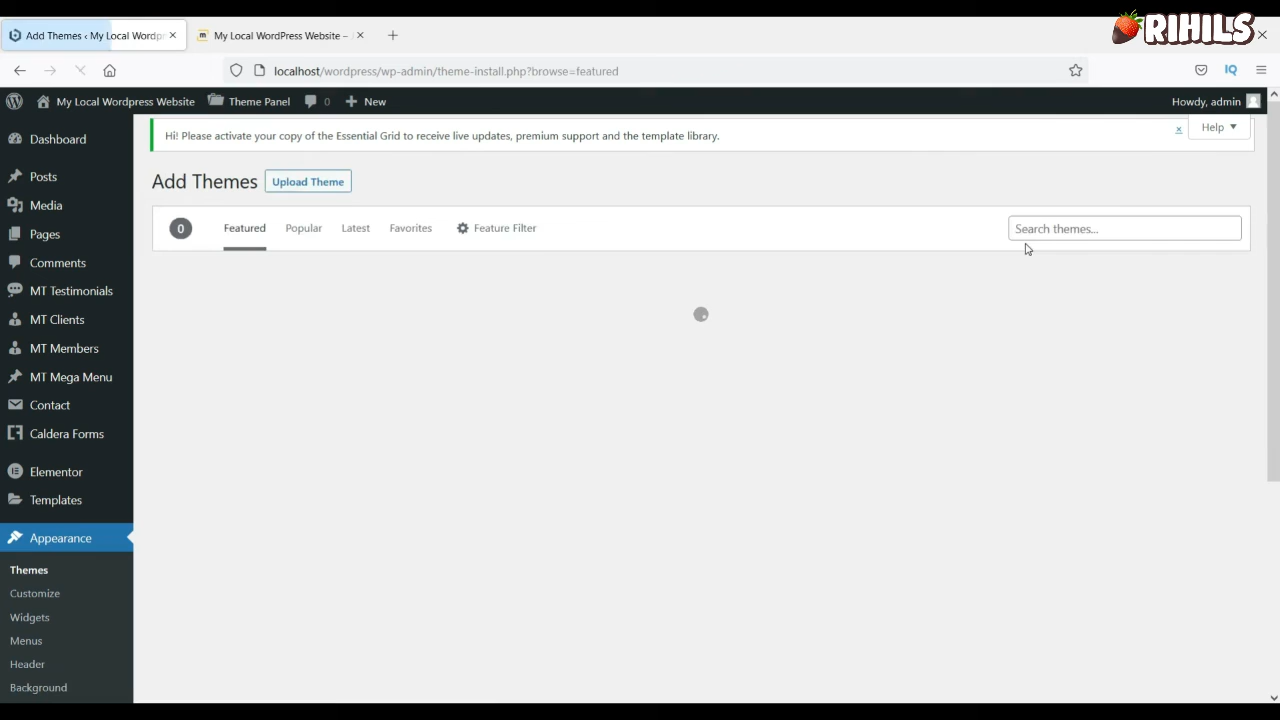 RIHILS
Add Themes ‹ My Local Wordpr
My Local WordPress Website –
localhost/wordpress/wp-admin/theme-install.php?browse=featured
IQ
My Local Wordpress Website
Theme Panel
0
New
Howdy, admin
Hi! Please activate your copy of the Essential Grid to receive live updates, premium support and the template library.
x
Help
Add Themes
Upload Theme
0
Featured
Popular
Latest
Favorites
Feature Filter
Search themes...
Dashboard
Posts
Media
Pages
Comments
MT Testimonials
MT Clients
MT Members
MT Mega Menu
Contact
Caldera Forms
Elementor
Templates
Appearance
Themes
Customize
Widgets
Menus
Header
Background